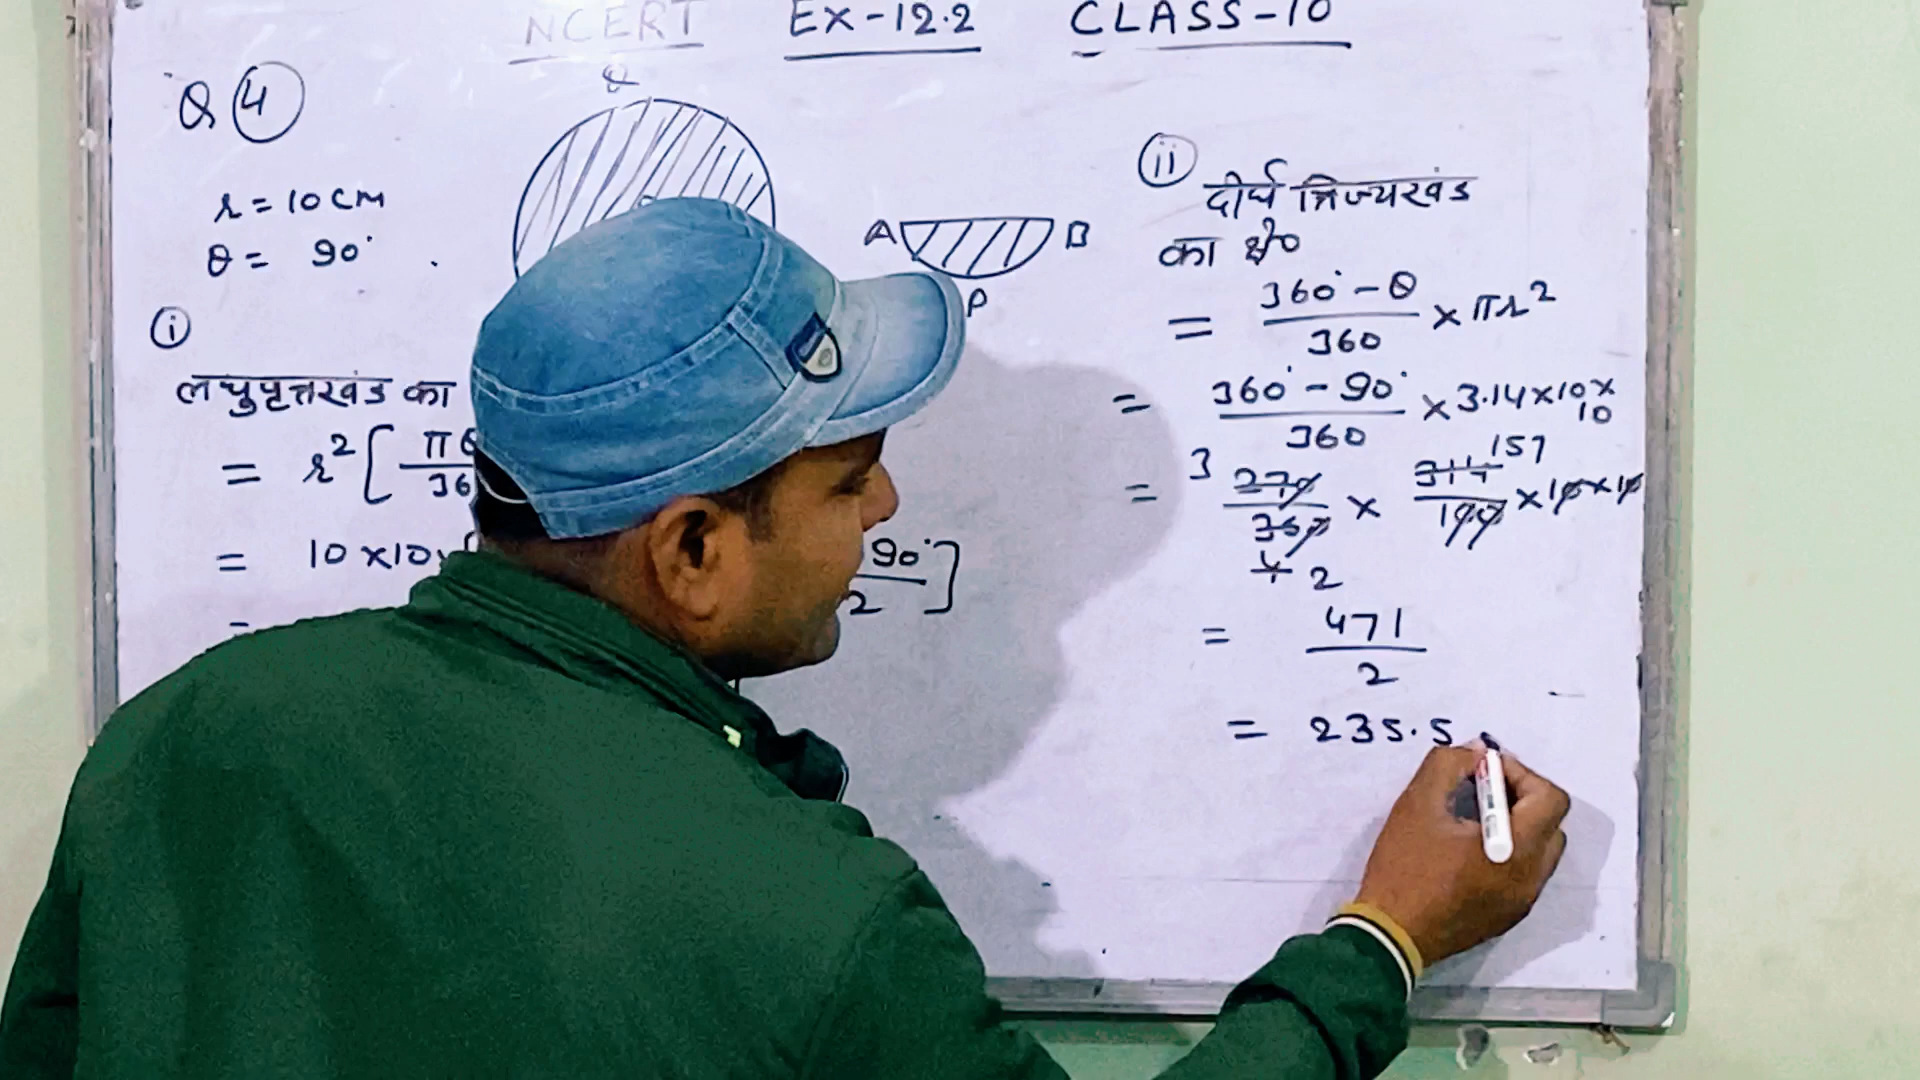 NCERT EX-12.2 CLASS-10
Q 4
Q
r = 10 cm
θ = 90°
A B
P
i
लघुवृत्तखंड का
= r² [ πθ
36
= 10 × 10 × [
90° ]
2
=
ii
दीर्घ त्रिज्यखंड
का क्षे०
= 360° - θ / 360 × πr²
= 360° - 90° / 360 × 3.14 × 10 × 10
3 157
= 270 / 360 × 314 / 100 × 10 × 10
4 2
= 471 / 2
= 235.5